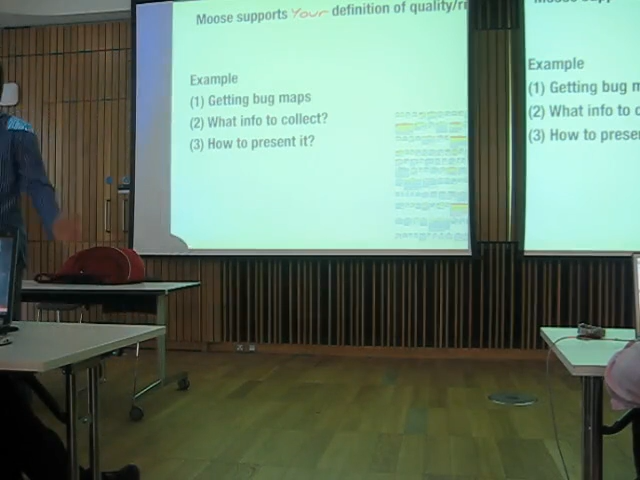 Moose supports Your definition of quality/ri
Example
(1) Getting bug maps
(2) What info to collect?
(3) How to present it?
Example
(1) Getting bug m
(2) What info to c
(3) How to prese